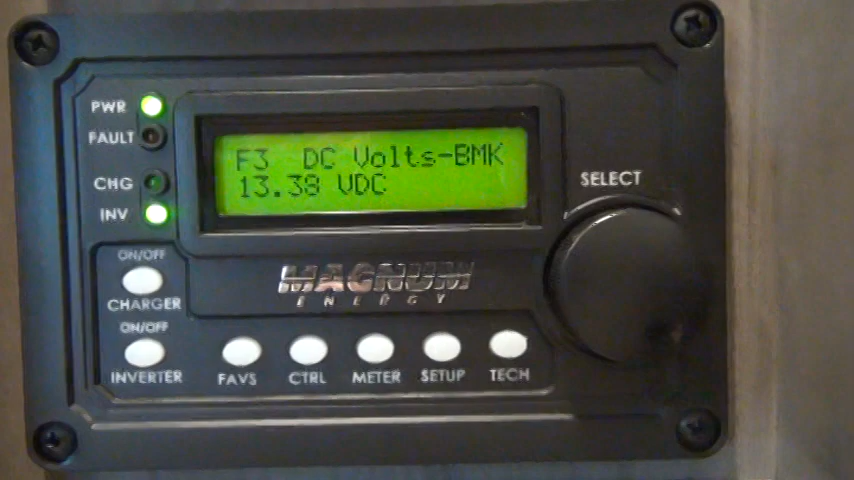 PWR
FAULT
CHG
INV
F3 DC Volts-BMK
13.38 VDC
SELECT
ON/OFF
CHARGER
MAGNUM
ENERGY
ON/OFF
INVERTER
FAVS
CTRL
METER
SETUP
TECH